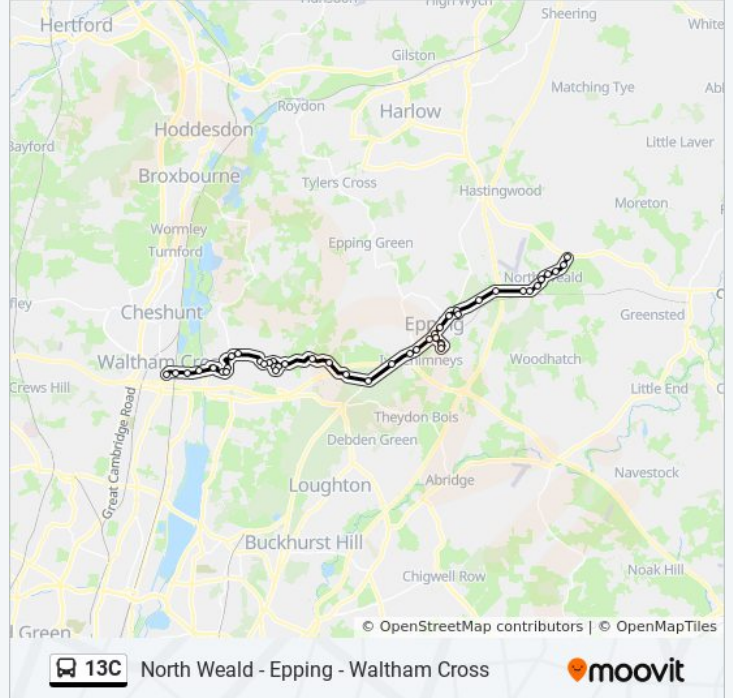 Hertford
High Wych
Sheering
White
Gilston
Matching Tye
Roydon
Harlow
Hoddesdon
Little Laver
Bayford
Broxbourne
Tylers Cross
Hastingwood
Moreton
Wormley
Turnford
Epping Green
North Weald
Cheshunt
Epping
Greensted
Waltham Cro
Woodhatch
Crews Hill
Little End
Great Cambridge Road
Theydon Bois
Debden Green
Loughton
Abridge
Navestock
Buckhurst Hill
Chigwell Row
Noak Hill
l Green
© OpenStreetMap contributors | © OpenMapTiles
13C North Weald - Epping - Waltham Cross
moovit